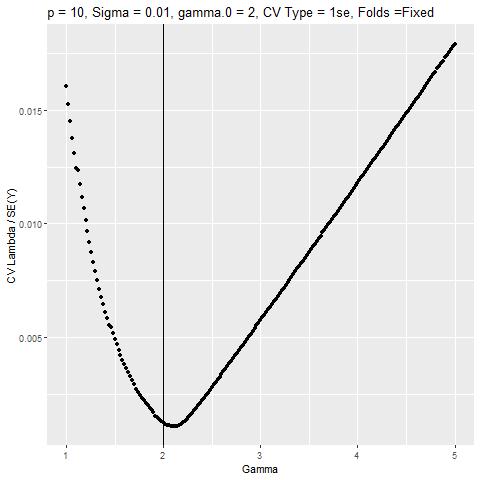 p = 10, Sigma = 0.01, gamma.0 = 2, CV Type = 1se, Folds =Fixed
CV Lambda / SE(Y)
0.015
0.010
0.005
1 2 3 4 5
Gamma